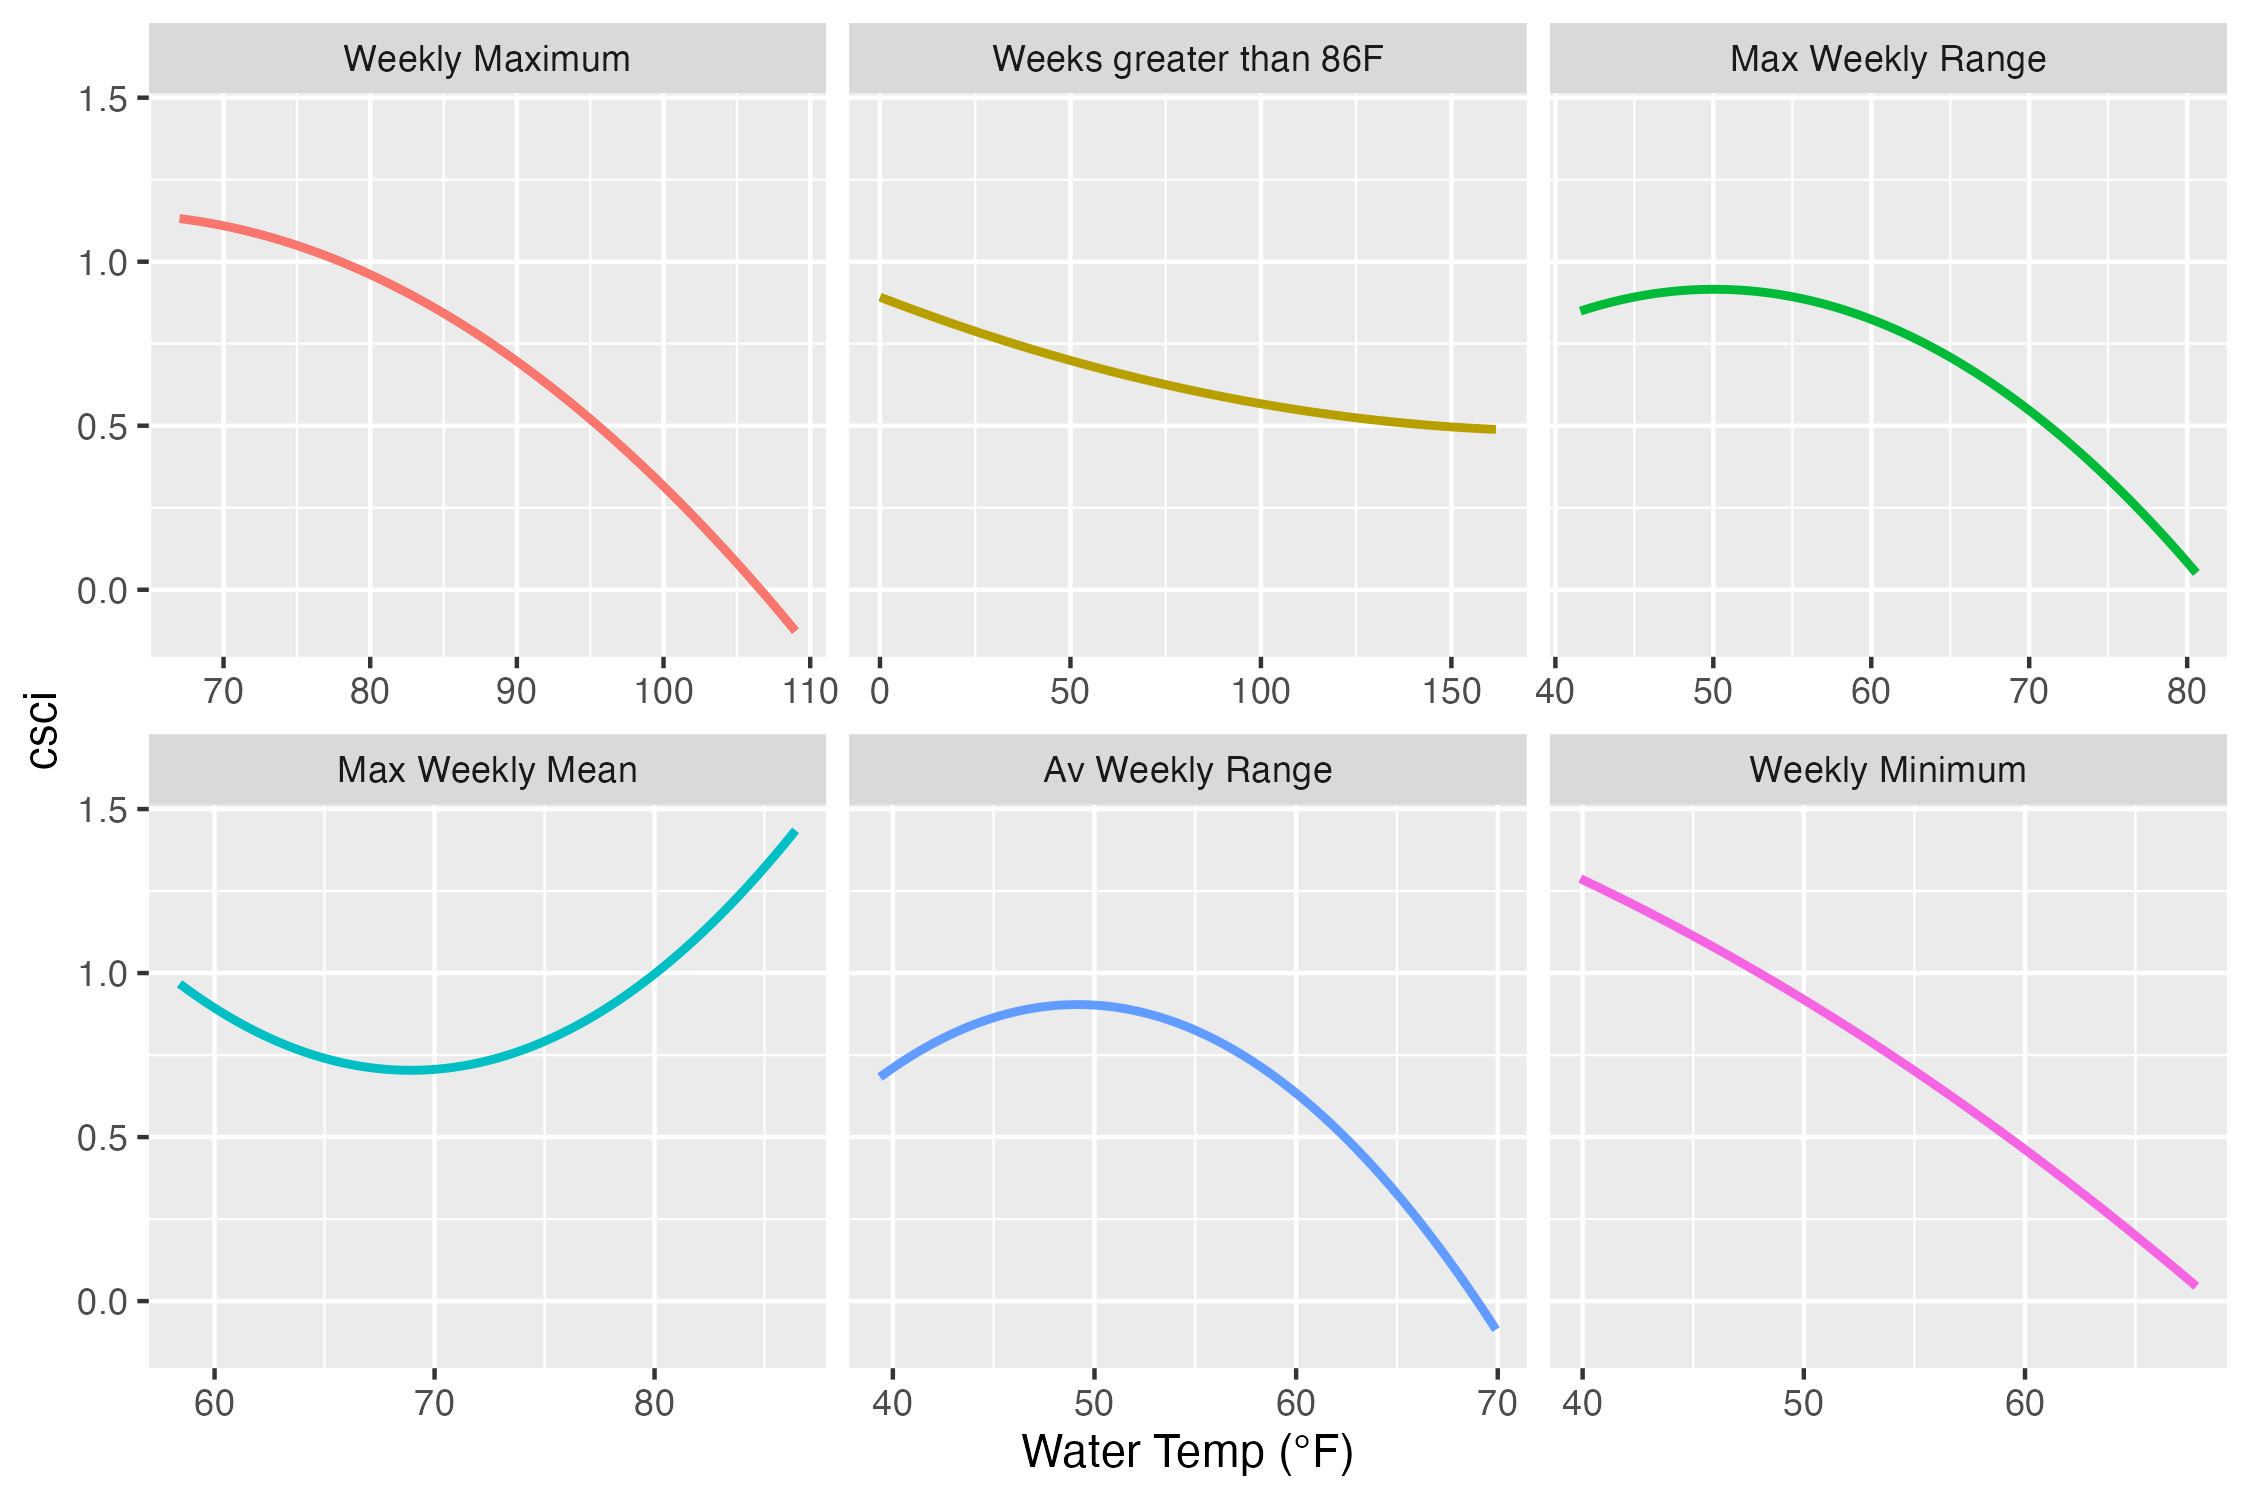 Weekly Maximum
Weeks greater than 86F
Max Weekly Range
1.5
1.0
0.5
0.0
70 80 90 100 110
0 50 100 150
40 50 60 70 80
csci
Max Weekly Mean
Av Weekly Range
Weekly Minimum
1.5
1.0
0.5
0.0
60 70 80
40 50 60 70
40 50 60
Water Temp (°F)